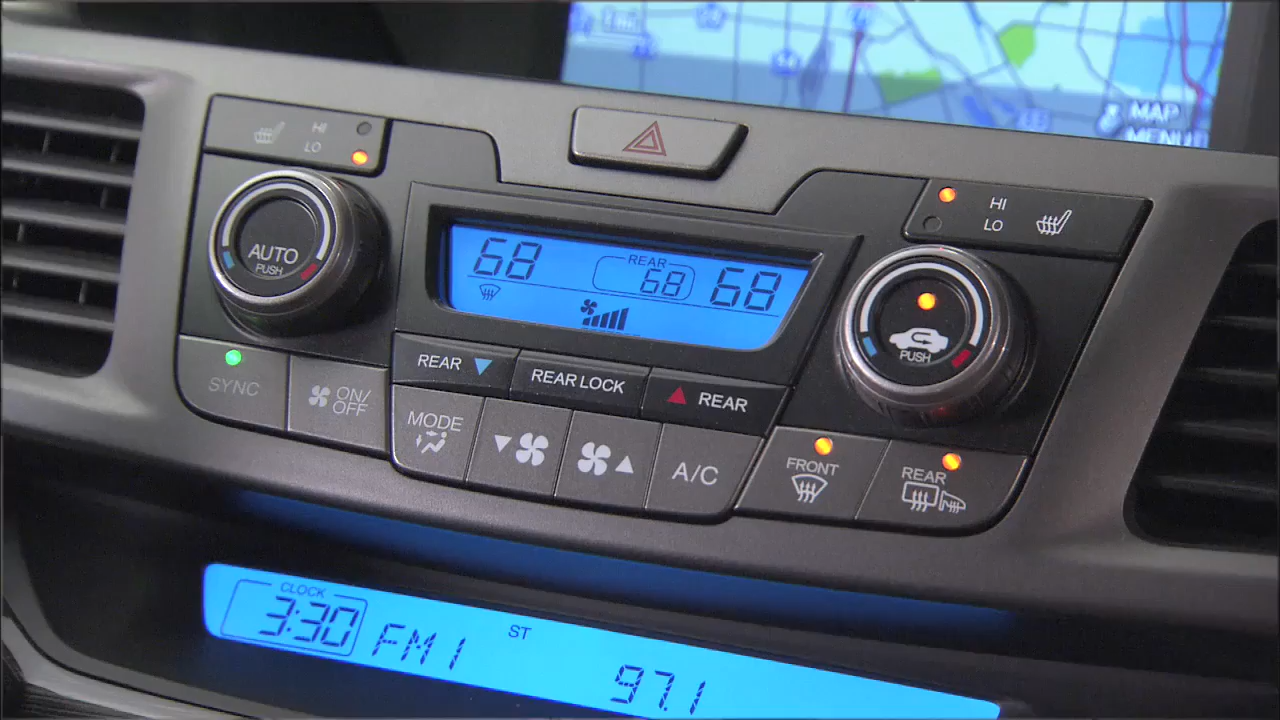 1mi
MAP
MENU
HI
LO
HI
LO
AUTO
PUSH
68
REAR
68
68
PUSH
SYNC
ON/
OFF
REAR
REAR LOCK
REAR
MODE
A/C
FRONT
REAR
CLOCK
3:30
FM1
ST
97.1